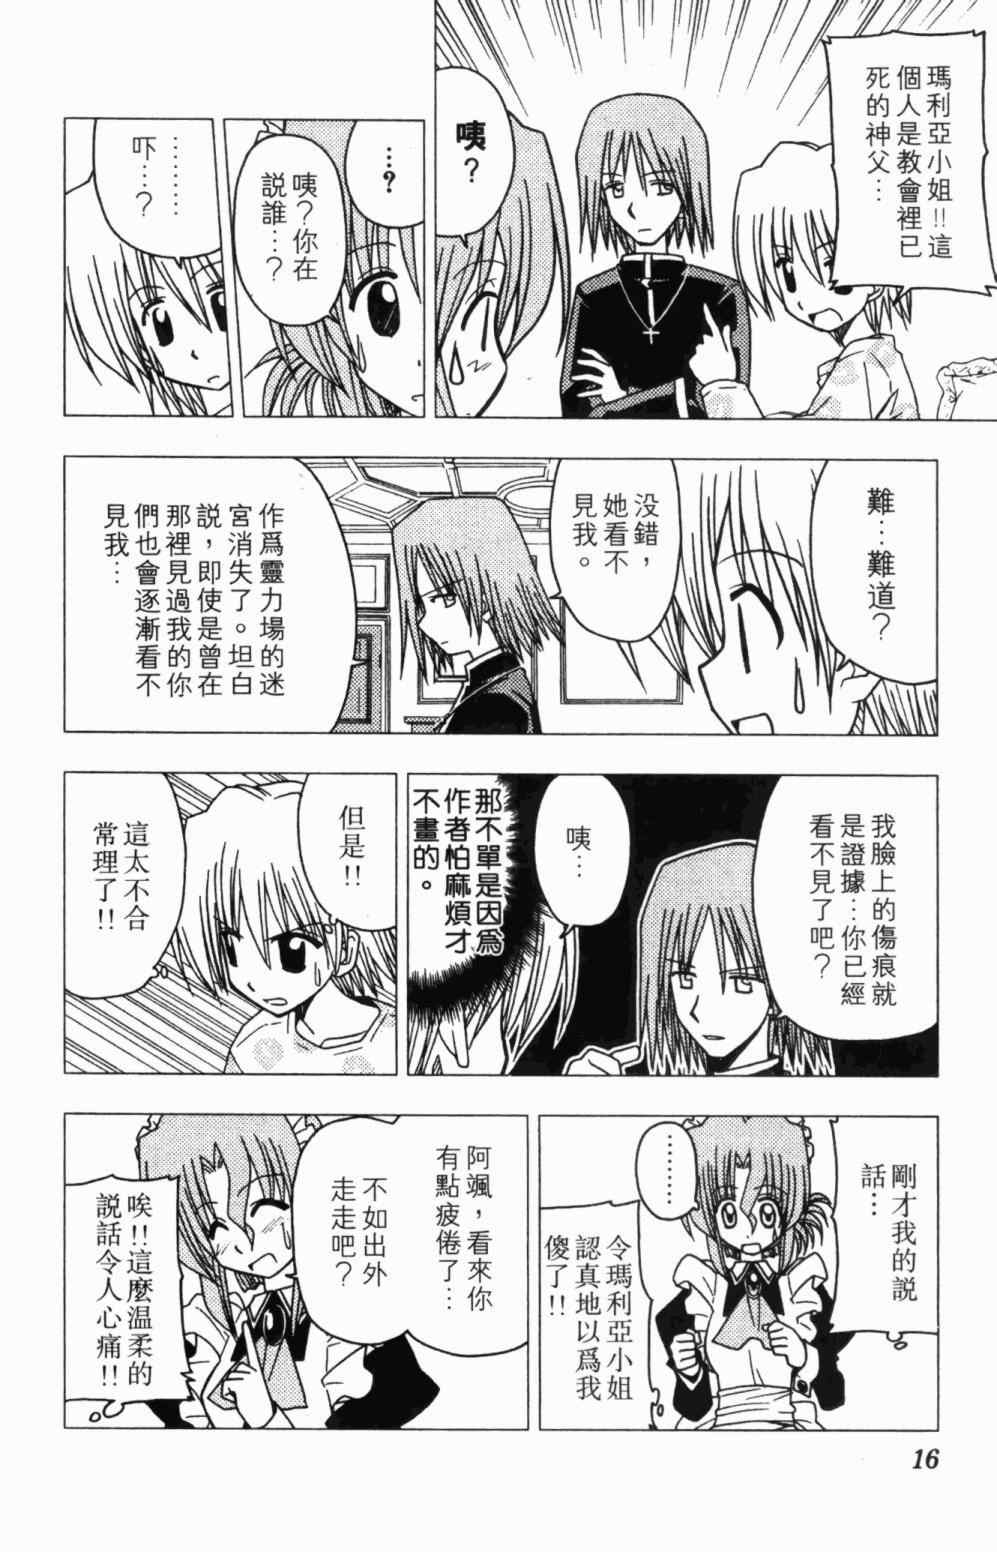 瑪利亞小姐!!這
個人是教會裡已
死的神父…
咦?
…?
咦?你在
說誰…?
………
吓…?
難…難道?
没錯,
她看不
見我。
作爲靈力場的迷
宮消失了。坦白
說,即使是曾在
那裡見過我的你
們也會逐漸看不
見我…
我臉上的傷痕就
是證據…你已經
看不見了吧?
咦…
那不單是因為
作者怕麻煩才
不畫的。
但是!!
這太不合
常理了!!
剛才我的說
話…
………
令瑪利亞小姐
認真地以爲我
傻了!!
阿颯,看來你
有點疲倦了…
不如出外
走走吧?
唉!!這麼温柔的
說話令人心痛!!
16